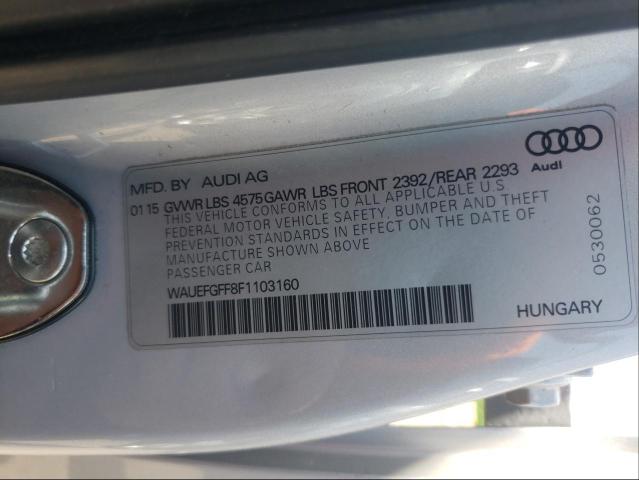 MFD. BY AUDI AG
Audi
01 15 GVWR LBS 4575 GAWR LBS FRONT 2392/REAR 2293
THIS VEHICLE CONFORMS TO ALL APPLICABLE U.S.
FEDERAL MOTOR VEHICLE SAFETY, BUMPER AND THEFT
PREVENTION STANDARDS IN EFFECT ON THE DATE OF
MANUFACTURE SHOWN ABOVE
PASSENGER CAR
WAUEFGFF8F1103160
0530062
HUNGARY